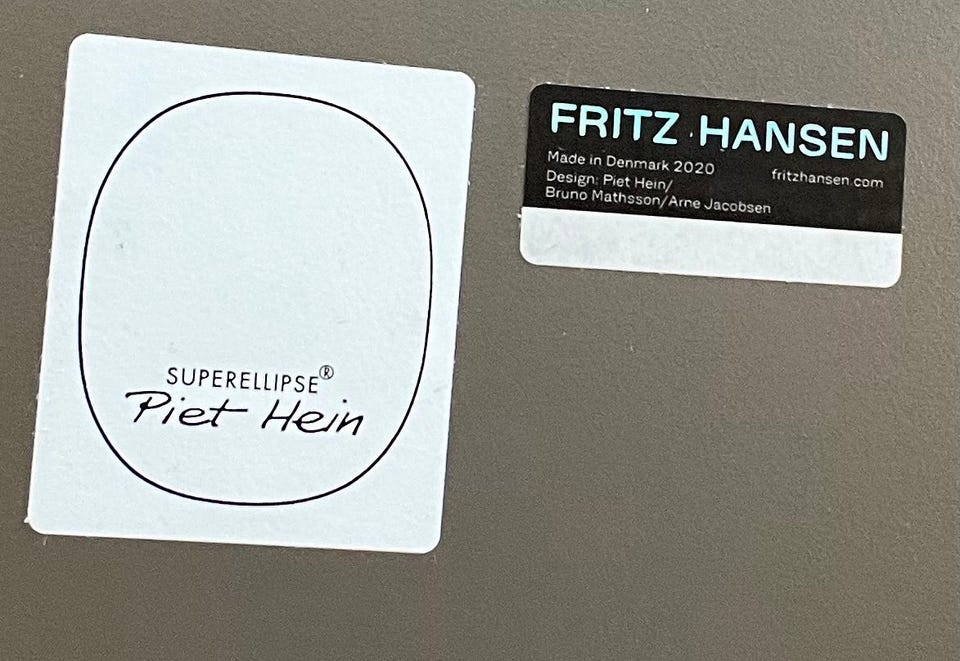 SUPERELLIPSE®
Piet Hein
FRITZ HANSEN
Made in Denmark 2020
fritzhansen.com
Design: Piet Hein/
Bruno Mathsson/Arne Jacobsen